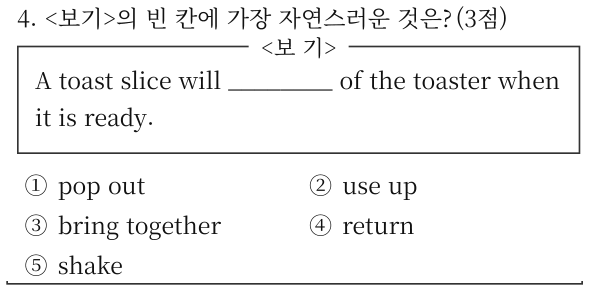 4. <보기>의 빈 칸에 가장 자연스러운 것은?(3점)
<보 기>
A toast slice will ________ of the toaster when
it is ready.
① pop out ② use up
③ bring together ④ return
⑤ shake